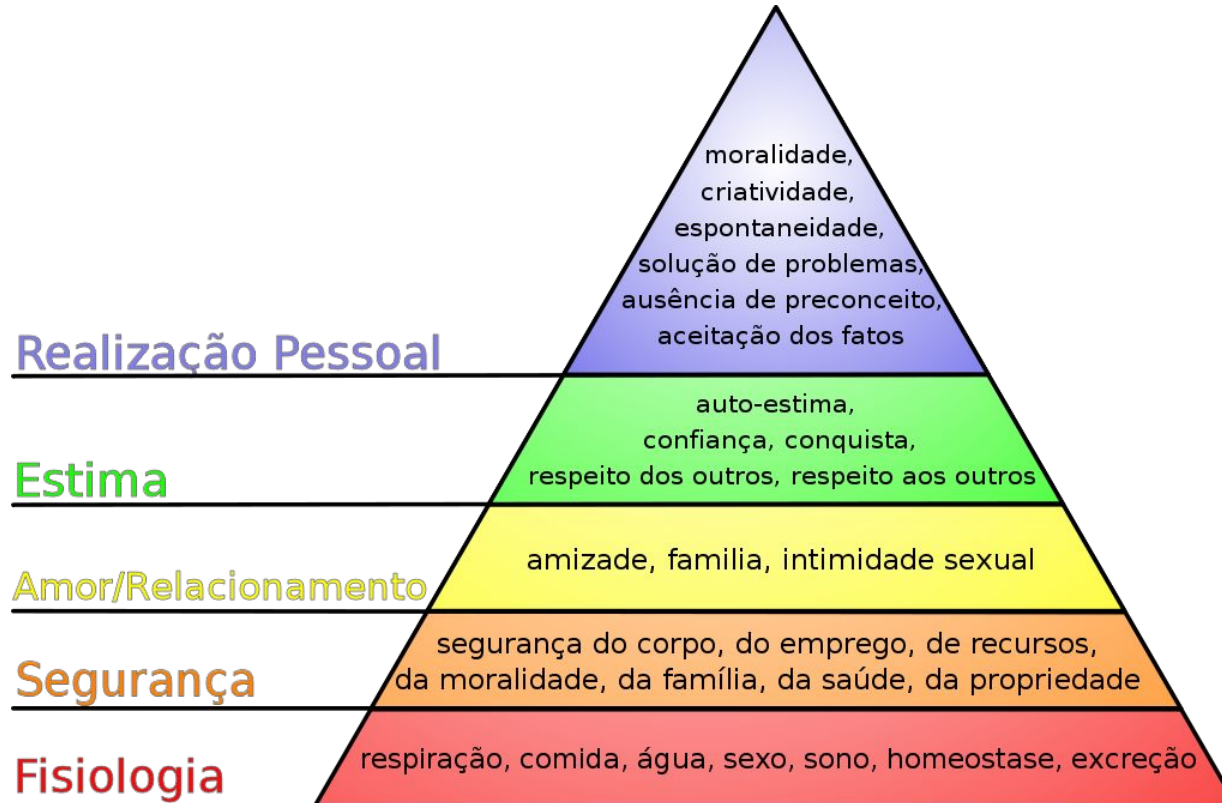 moralidade,
criatividade,
espontaneidade,
solução de problemas,
ausência de preconceito,
aceitação dos fatos
Realização Pessoal
auto-estima,
confiança, conquista,
respeito dos outros, respeito aos outros
Estima
amizade, familia, intimidade sexual
Amor/Relacionamento
segurança do corpo, do emprego, de recursos,
da moralidade, da família, da saúde, da propriedade
Segurança
respiração, comida, água, sexo, sono, homeostase, excreção
Fisiologia